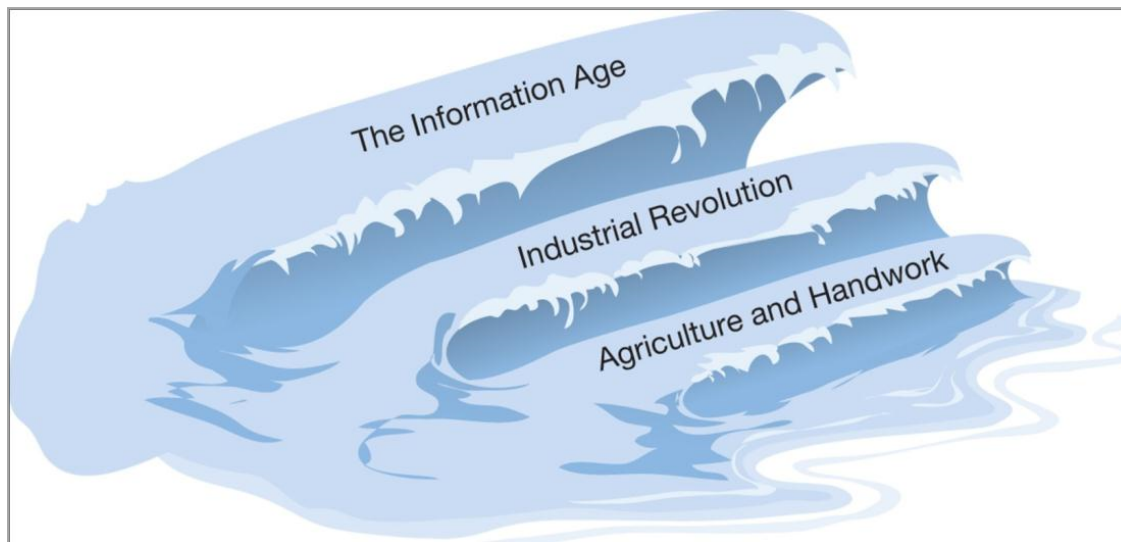 The Information Age
Industrial Revolution
Agriculture and Handwork